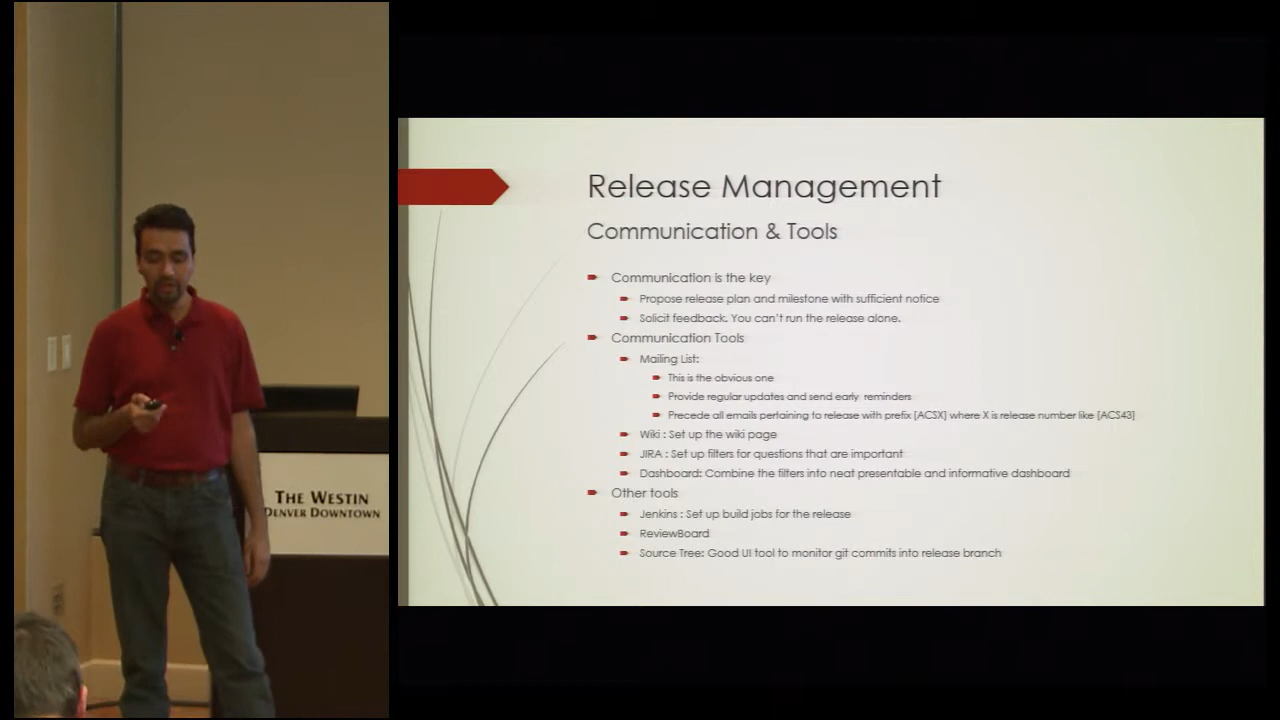 THE WESTIN
DENVER DOWNTOWN
Release Management
Communication & Tools
Communication is the key
Propose release plan and milestone with sufficient notice
Solicit feedback. You can't run the release alone.
Communication Tools
Mailing List:
This is the obvious one
Provide regular updates and send early reminders
Precede all emails pertaining to release with prefix [ACSX] where X is release number like [ACS43]
Wiki : Set up the wiki page
JIRA : Set up filters for questions that are important
Dashboard: Combine the filters into neat presentable and informative dashboard
Other tools
Jenkins : Set up build jobs for the release
ReviewBoard
Source Tree: Good UI tool to monitor git commits into release branch